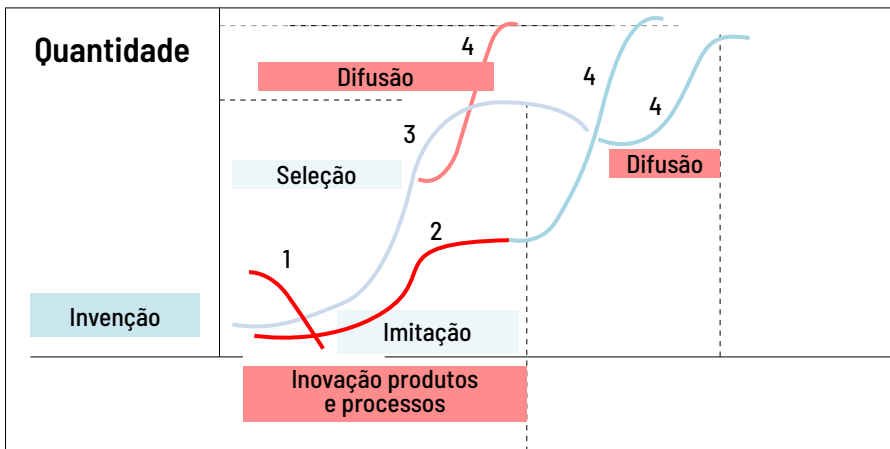 Quantidade
4
Difusão
4
4
3
Difusão
Seleção
2
1
Invenção
Imitação
Inovação produtos
e processos